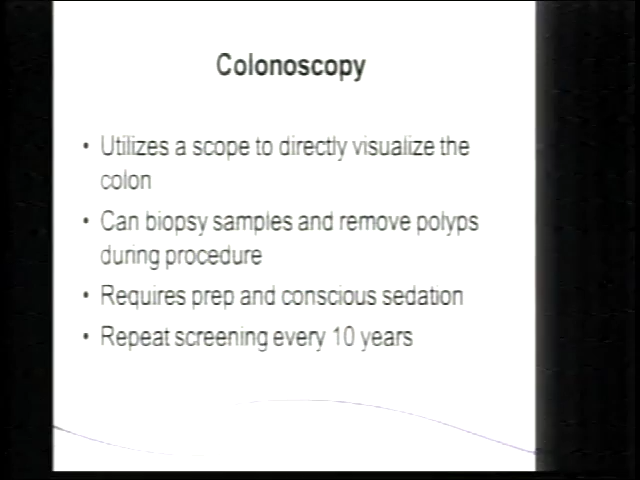 Colonoscopy
• Utilizes a scope to directly visualize the
colon
• Can biopsy samples and remove polyps
during procedure
• Requires prep and conscious sedation
• Repeat screening every 10 years